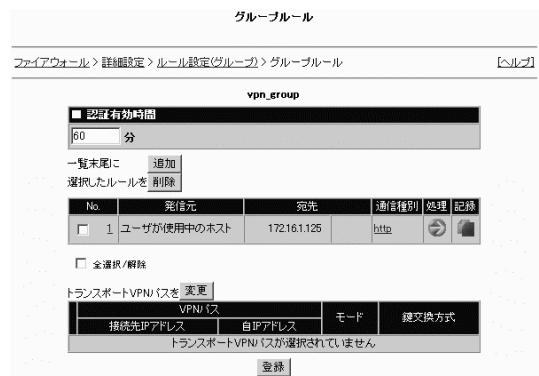 グループルール
ファイアウォール > 詳細設定 > ルール設定(グループ) > グループルール [ヘルプ]
vpn_group
■ 認証有効時間
60 分
一覧末尾に 追加
選択したルールを 削除
No. 発信元 宛先 通信種別 処理 記録
1 ユーザが使用中のホスト 172.16.1.125 http
全選択/解除
トランスポートVPNパスを 変更
VPNパス モード 鍵交換方式
接続先IPアドレス 自IPアドレス
トランスポートVPNパスが選択されていません
登録